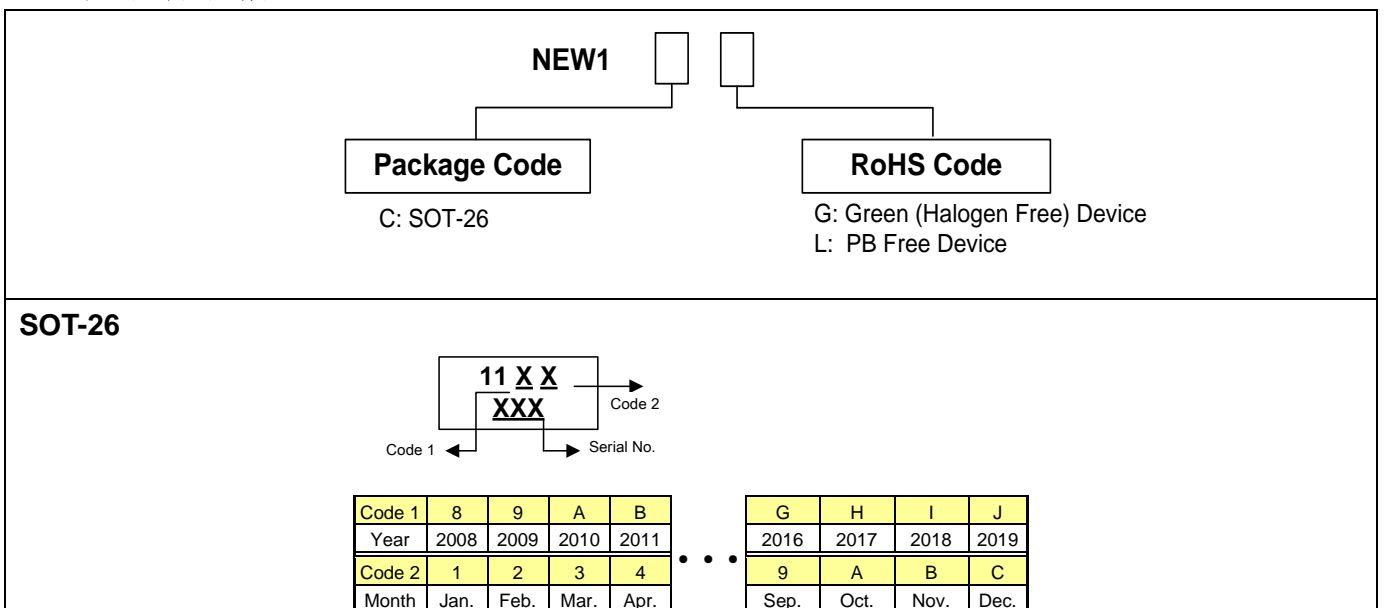 NEW1
Package Code
RoHS Code
C: SOT-26
G: Green (Halogen Free) Device
L: PB Free Device
SOT-26
11 X X
XXX
Code 2
Code 1
Serial No.
Code 1 8 9 A B G H I J
Year 2008 2009 2010 2011 2016 2017 2018 2019
Code 2 1 2 3 4 9 A B C
Month Jan. Feb. Mar. Apr. Sep. Oct. Nov. Dec.